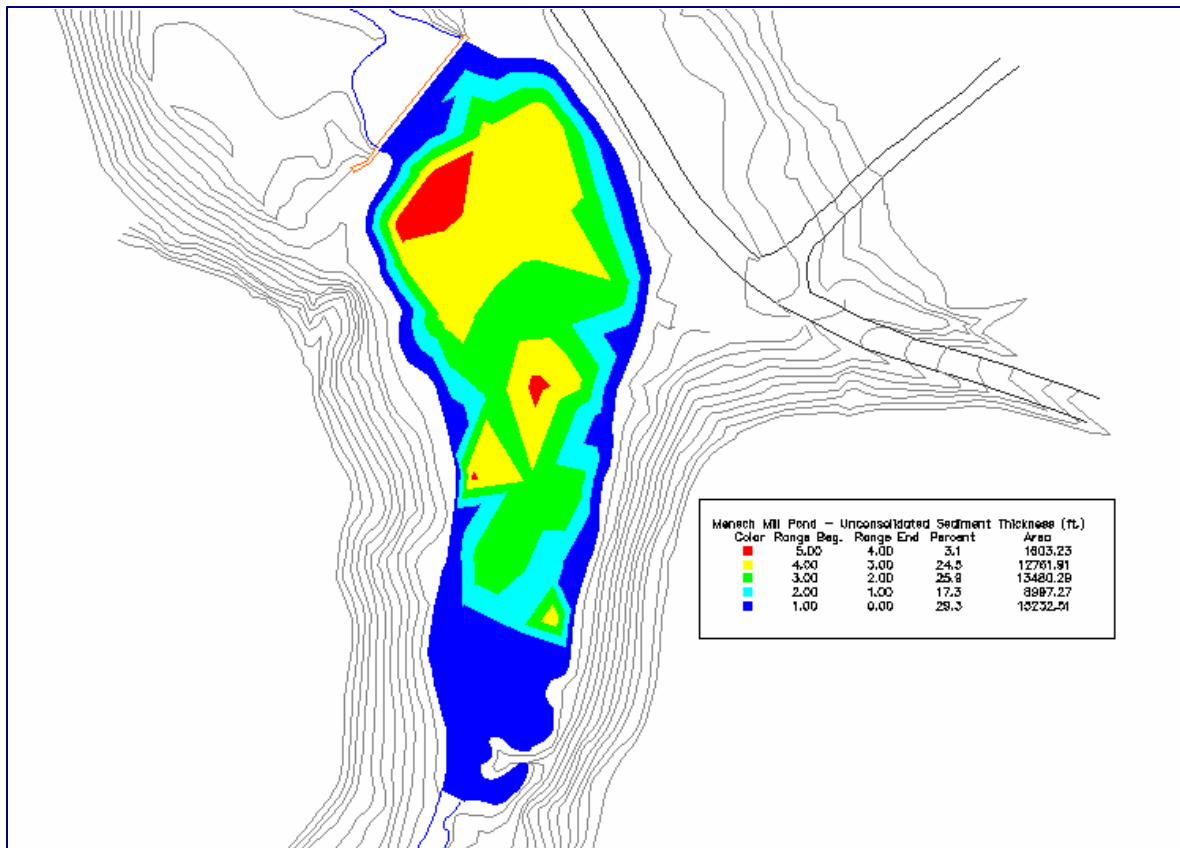 Mensch Mill Pond - Unconsolidated Sediment Thickness (ft.)
Color Range Beg. Range End Percent Area
5.00 4.00 3.1 1603.23
4.00 3.00 24.5 12761.91
3.00 2.00 25.9 13480.29
2.00 1.00 17.3 8997.27
1.00 0.00 29.3 15232.51